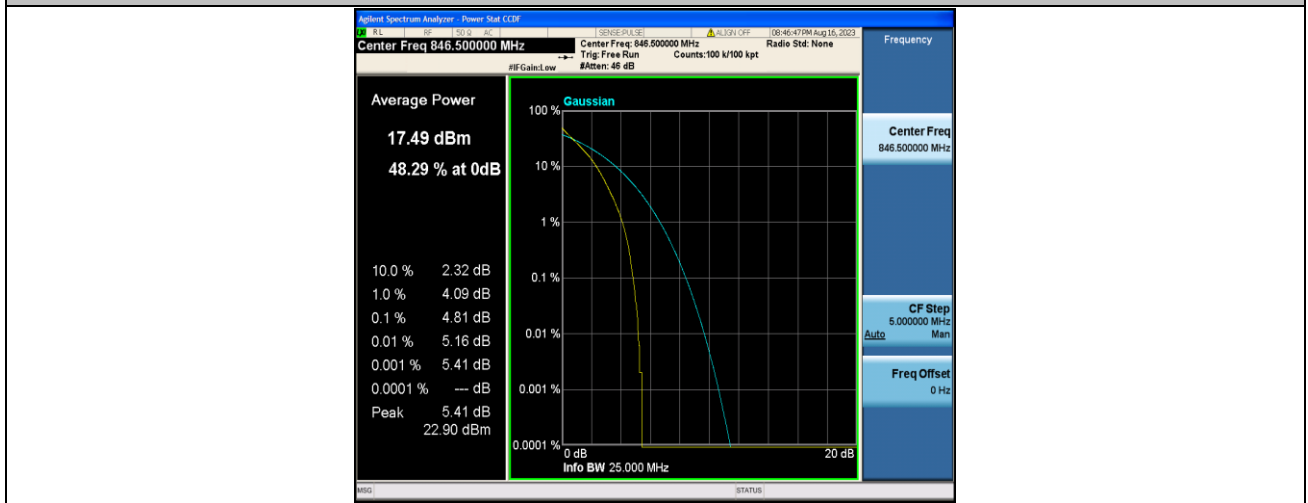 Agilent Spectrum Analyzer - Power Stat CCDF
RL RF 50 Ω AC SENSE:PULSE ALIGN OFF 08:46:47 PM Aug 16, 2023
Center Freq 846.500000 MHz
Center Freq: 846.500000 MHz Radio Std: None
Trig: Free Run Counts:100 k/100 kpt
#IFGain:Low #Atten: 46 dB
Frequency
Average Power
17.49 dBm
48.29 % at 0dB
10.0 % 2.32 dB
1.0 % 4.09 dB
0.1 % 4.81 dB
0.01 % 5.16 dB
0.001 % 5.41 dB
0.0001 % --- dB
Peak 5.41 dB
22.90 dBm
Gaussian
100 %
10 %
1 %
0.1 %
0.01 %
0.001 %
0.0001 %
0 dB 20 dB
Info BW 25.000 MHz
Center Freq
846.500000 MHz
CF Step
5.000000 MHz
Auto Man
Freq Offset
0 Hz
MSG STATUS